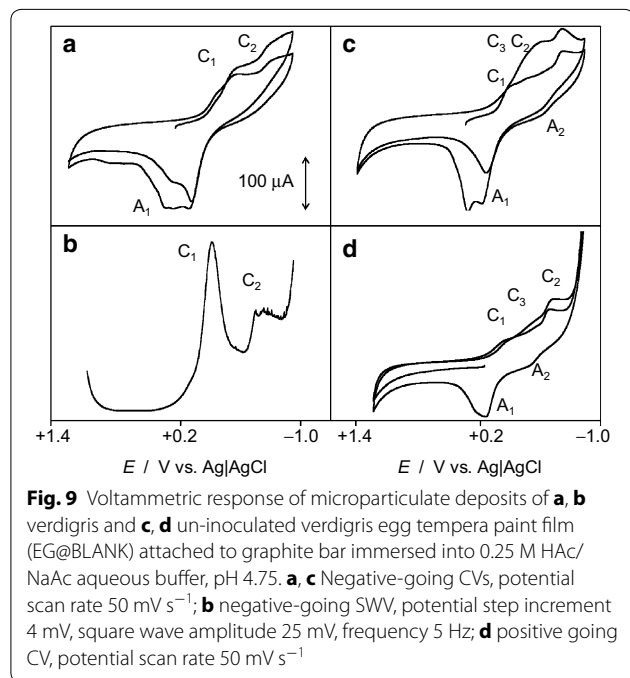 a
C₁
C₂
A₁
100 μA
c
C₃ C₂
C₁
A₂
A₁
b
C₁
C₂
d
C₁
C₃
C₂
A₂
A₁
+1.4 +0.2 −1.0
E / V vs. Ag|AgCl
+1.4 +0.2 −1.0
E / V vs. Ag|AgCl
Fig. 9 Voltammetric response of microparticulate deposits of a, b
verdigris and c, d un-inoculated verdigris egg tempera paint film
(EG@BLANK) attached to graphite bar immersed into 0.25 M HAc/
NaAc aqueous buffer, pH 4.75. a, c Negative-going CVs, potential
scan rate 50 mV s⁻¹; b negative-going SWV, potential step increment
4 mV, square wave amplitude 25 mV, frequency 5 Hz; d positive going
CV, potential scan rate 50 mV s⁻¹